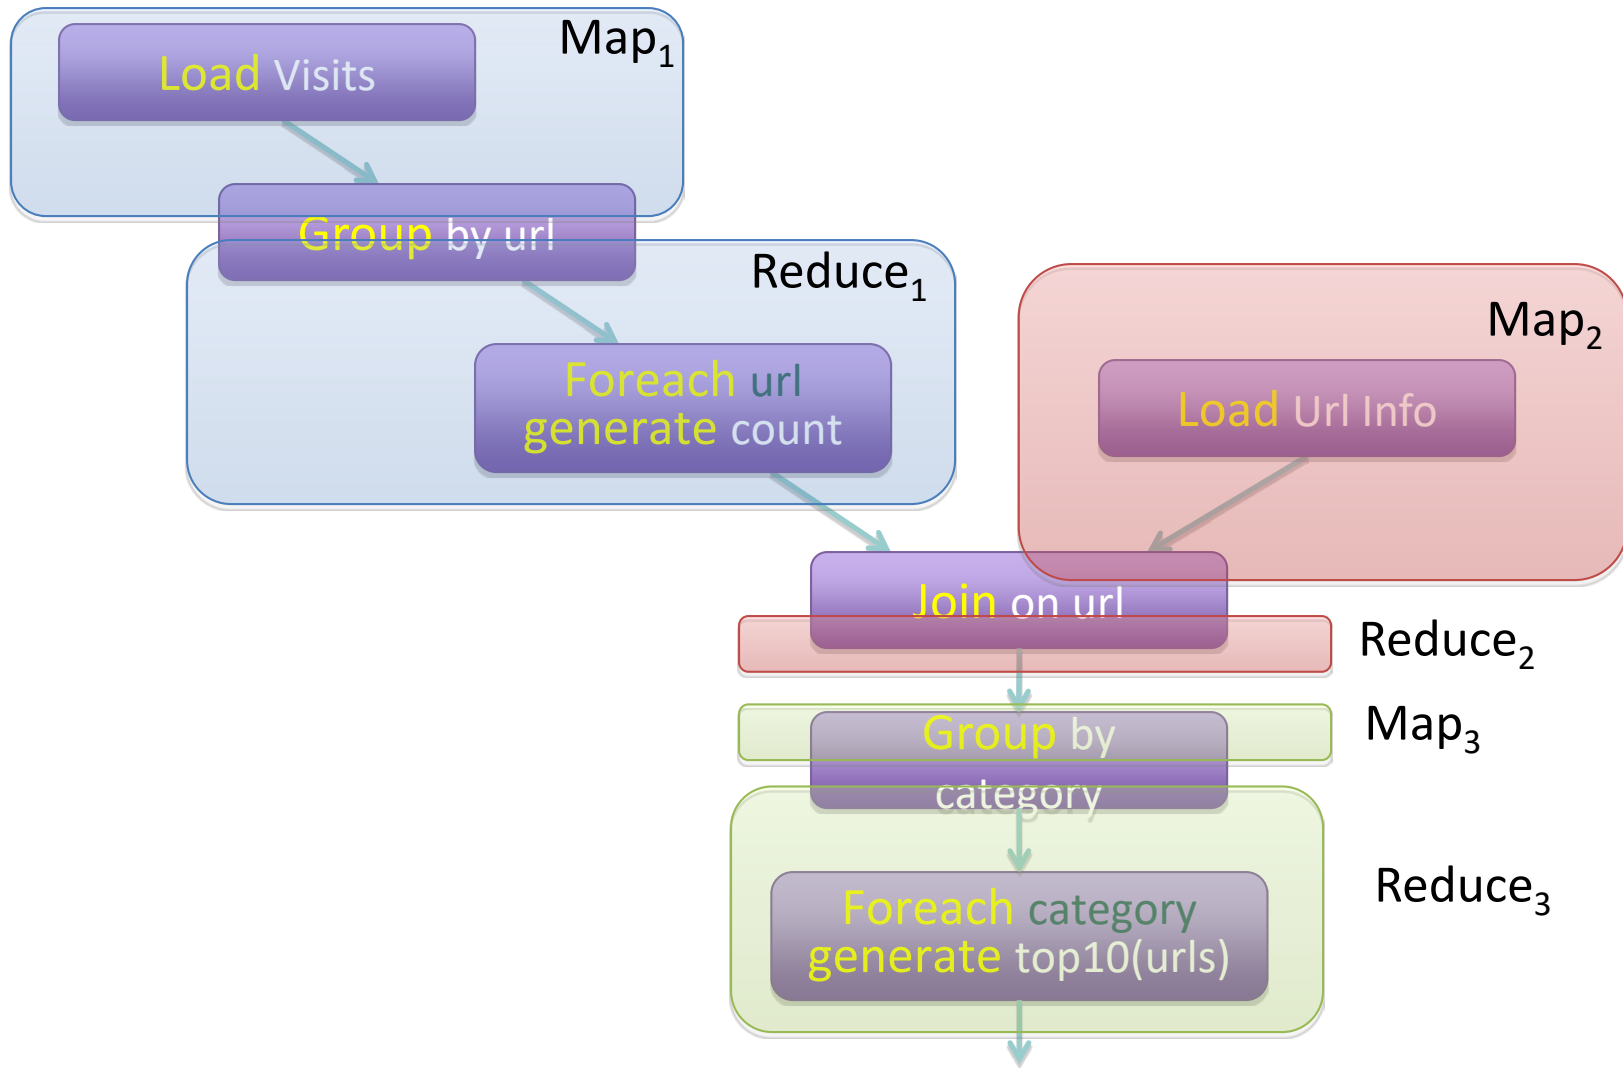 Map1
Load Visits
Group by url
Reduce1
Foreach url
generate count
Map2
Load Url Info
Join on url
Reduce2
Map3
Group by
category
Reduce3
Foreach category
generate top10(urls)